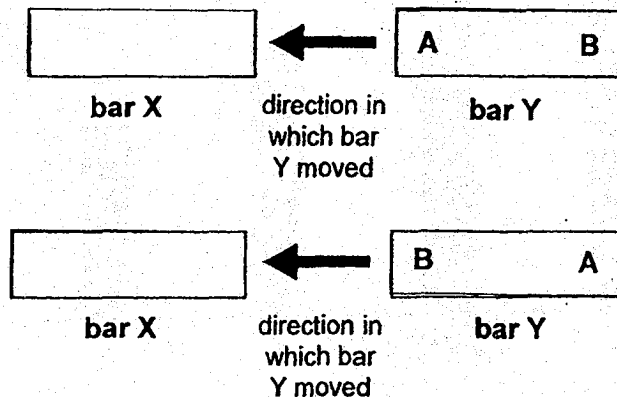 A B
bar X
direction in
which bar
Y moved
bar Y
B A
bar X
direction in
which bar
Y moved
bar Y